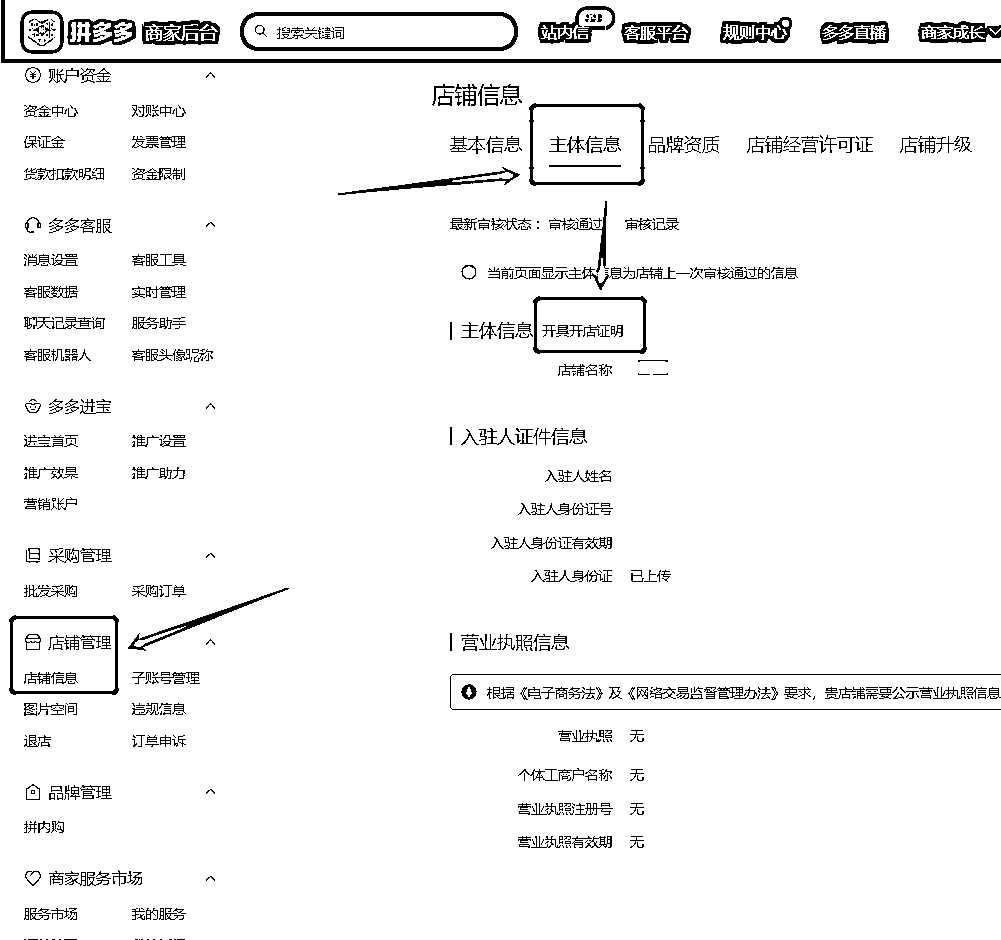 拼多多 商家后台
搜索关键词
站内信
客服平台
规则中心
多多直播
商家成长
账户资金
资金中心 对账中心
保证金 发票管理
货款扣款明细 资金限制
多多客服
消息设置 客服工具
客服数据 实时管理
聊天记录查询 服务助手
客服机器人 客服头像昵称
多多进宝
进宝首页 推广设置
推广效果 推广助力
营销账户
采购管理
批发采购 采购订单
店铺管理
店铺信息 子账号管理
图片空间 违规信息
退店 订单申诉
品牌管理
拼内购
商家服务市场
服务市场 我的服务
店铺信息
基本信息 主体信息 品牌资质 店铺经营许可证 店铺升级
最新审核状态： 审核通过 审核记录
当前页面显示主体信息为店铺上一次审核通过的信息
主体信息 开具开店证明
店铺名称
入驻人证件信息
入驻人姓名
入驻人身份证号
入驻人身份证有效期
入驻人身份证 已上传
营业执照信息
根据《电子商务法》及《网络交易监督管理办法》要求，贵店铺需要公示营业执照信息
营业执照 无
个体工商户名称 无
营业执照注册号 无
营业执照有效期 无